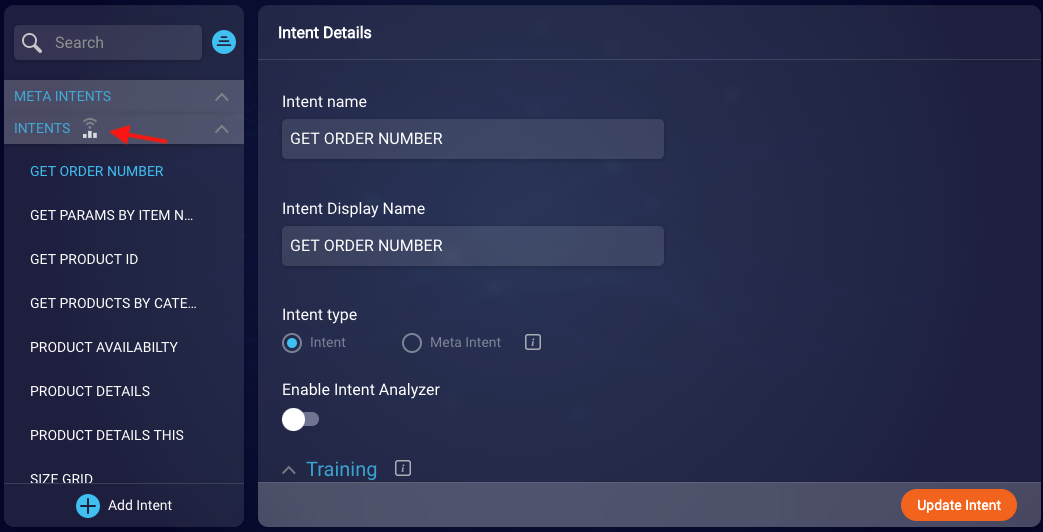 Search
META INTENTS
INTENTS
GET ORDER NUMBER
GET PARAMS BY ITEM N...
GET PRODUCT ID
GET PRODUCTS BY CATE...
PRODUCT AVAILABILTY
PRODUCT DETAILS
PRODUCT DETAILS THIS
SIZE GRID
Add Intent
Intent Details
Intent name
GET ORDER NUMBER
Intent Display Name
GET ORDER NUMBER
Intent type
Intent Meta Intent i
Enable Intent Analyzer
Training i
Update Intent